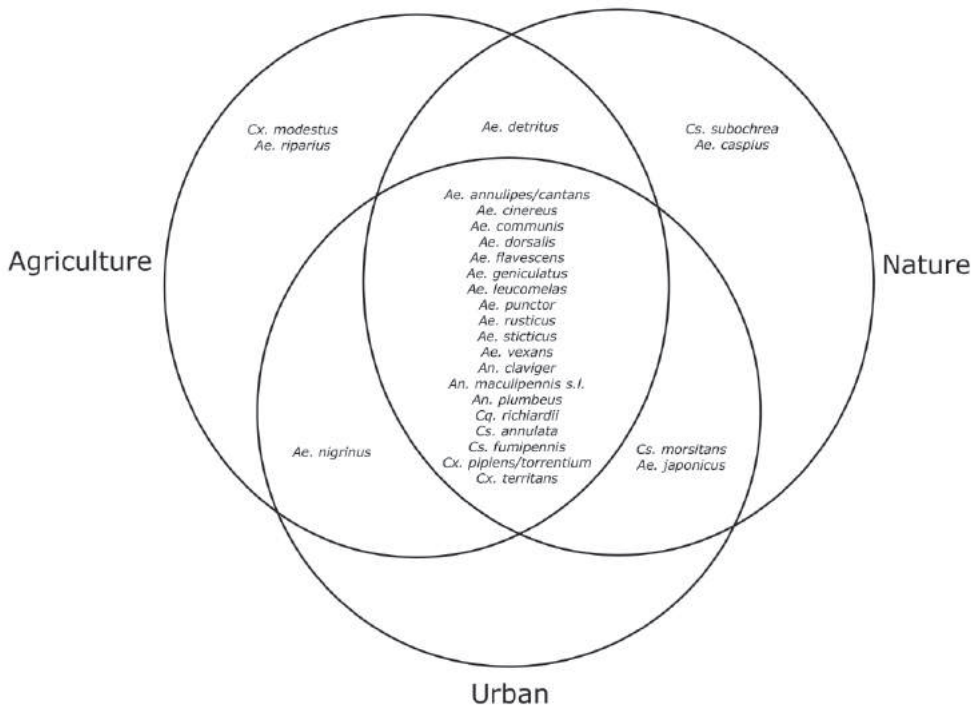 Cx. modestus
Ae. riparius
Ae. detritus
Cs. subochrea
Ae. caspius
Agriculture
Nature
Ae. annulipes/cantans
Ae. cinereus
Ae. communis
Ae. dorsalis
Ae. flavescens
Ae. geniculatus
Ae. leucomelas
Ae. punctor
Ae. rusticus
Ae. sticticus
Ae. vexans
An. claviger
An. maculipennis s.l.
An. plumbeus
Cq. richiardii
Cs. annulata
Cs. fumipennis
Cx. pipiens/torrentium
Cx. territans
Ae. nigrinus
Cs. morsitans
Ae. japonicus
Urban